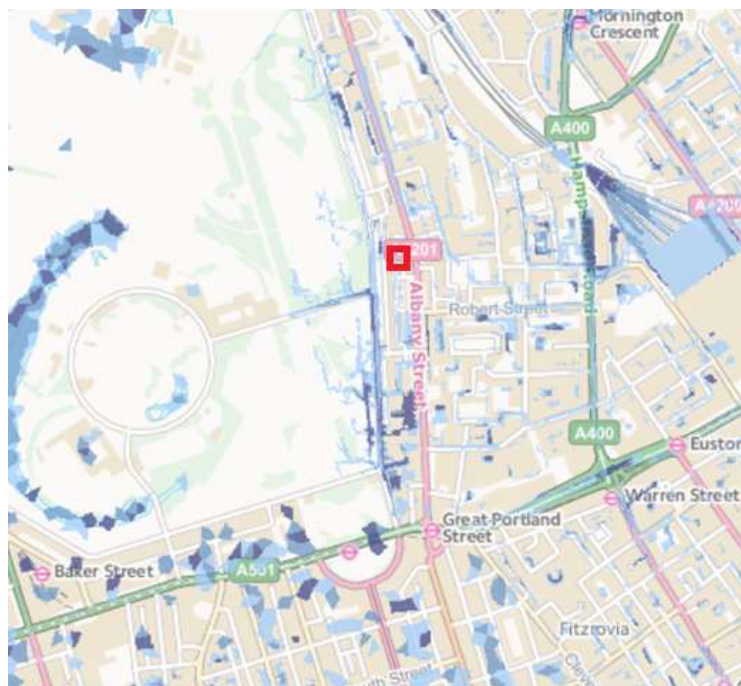 Mornington
Crescent
A400
Hampstead Road
A4200
201
Albany Street
Robert Street
A400
Euston
Warren Street
Great Portland
Street
Baker Street
A501
Fitzrovia
Street